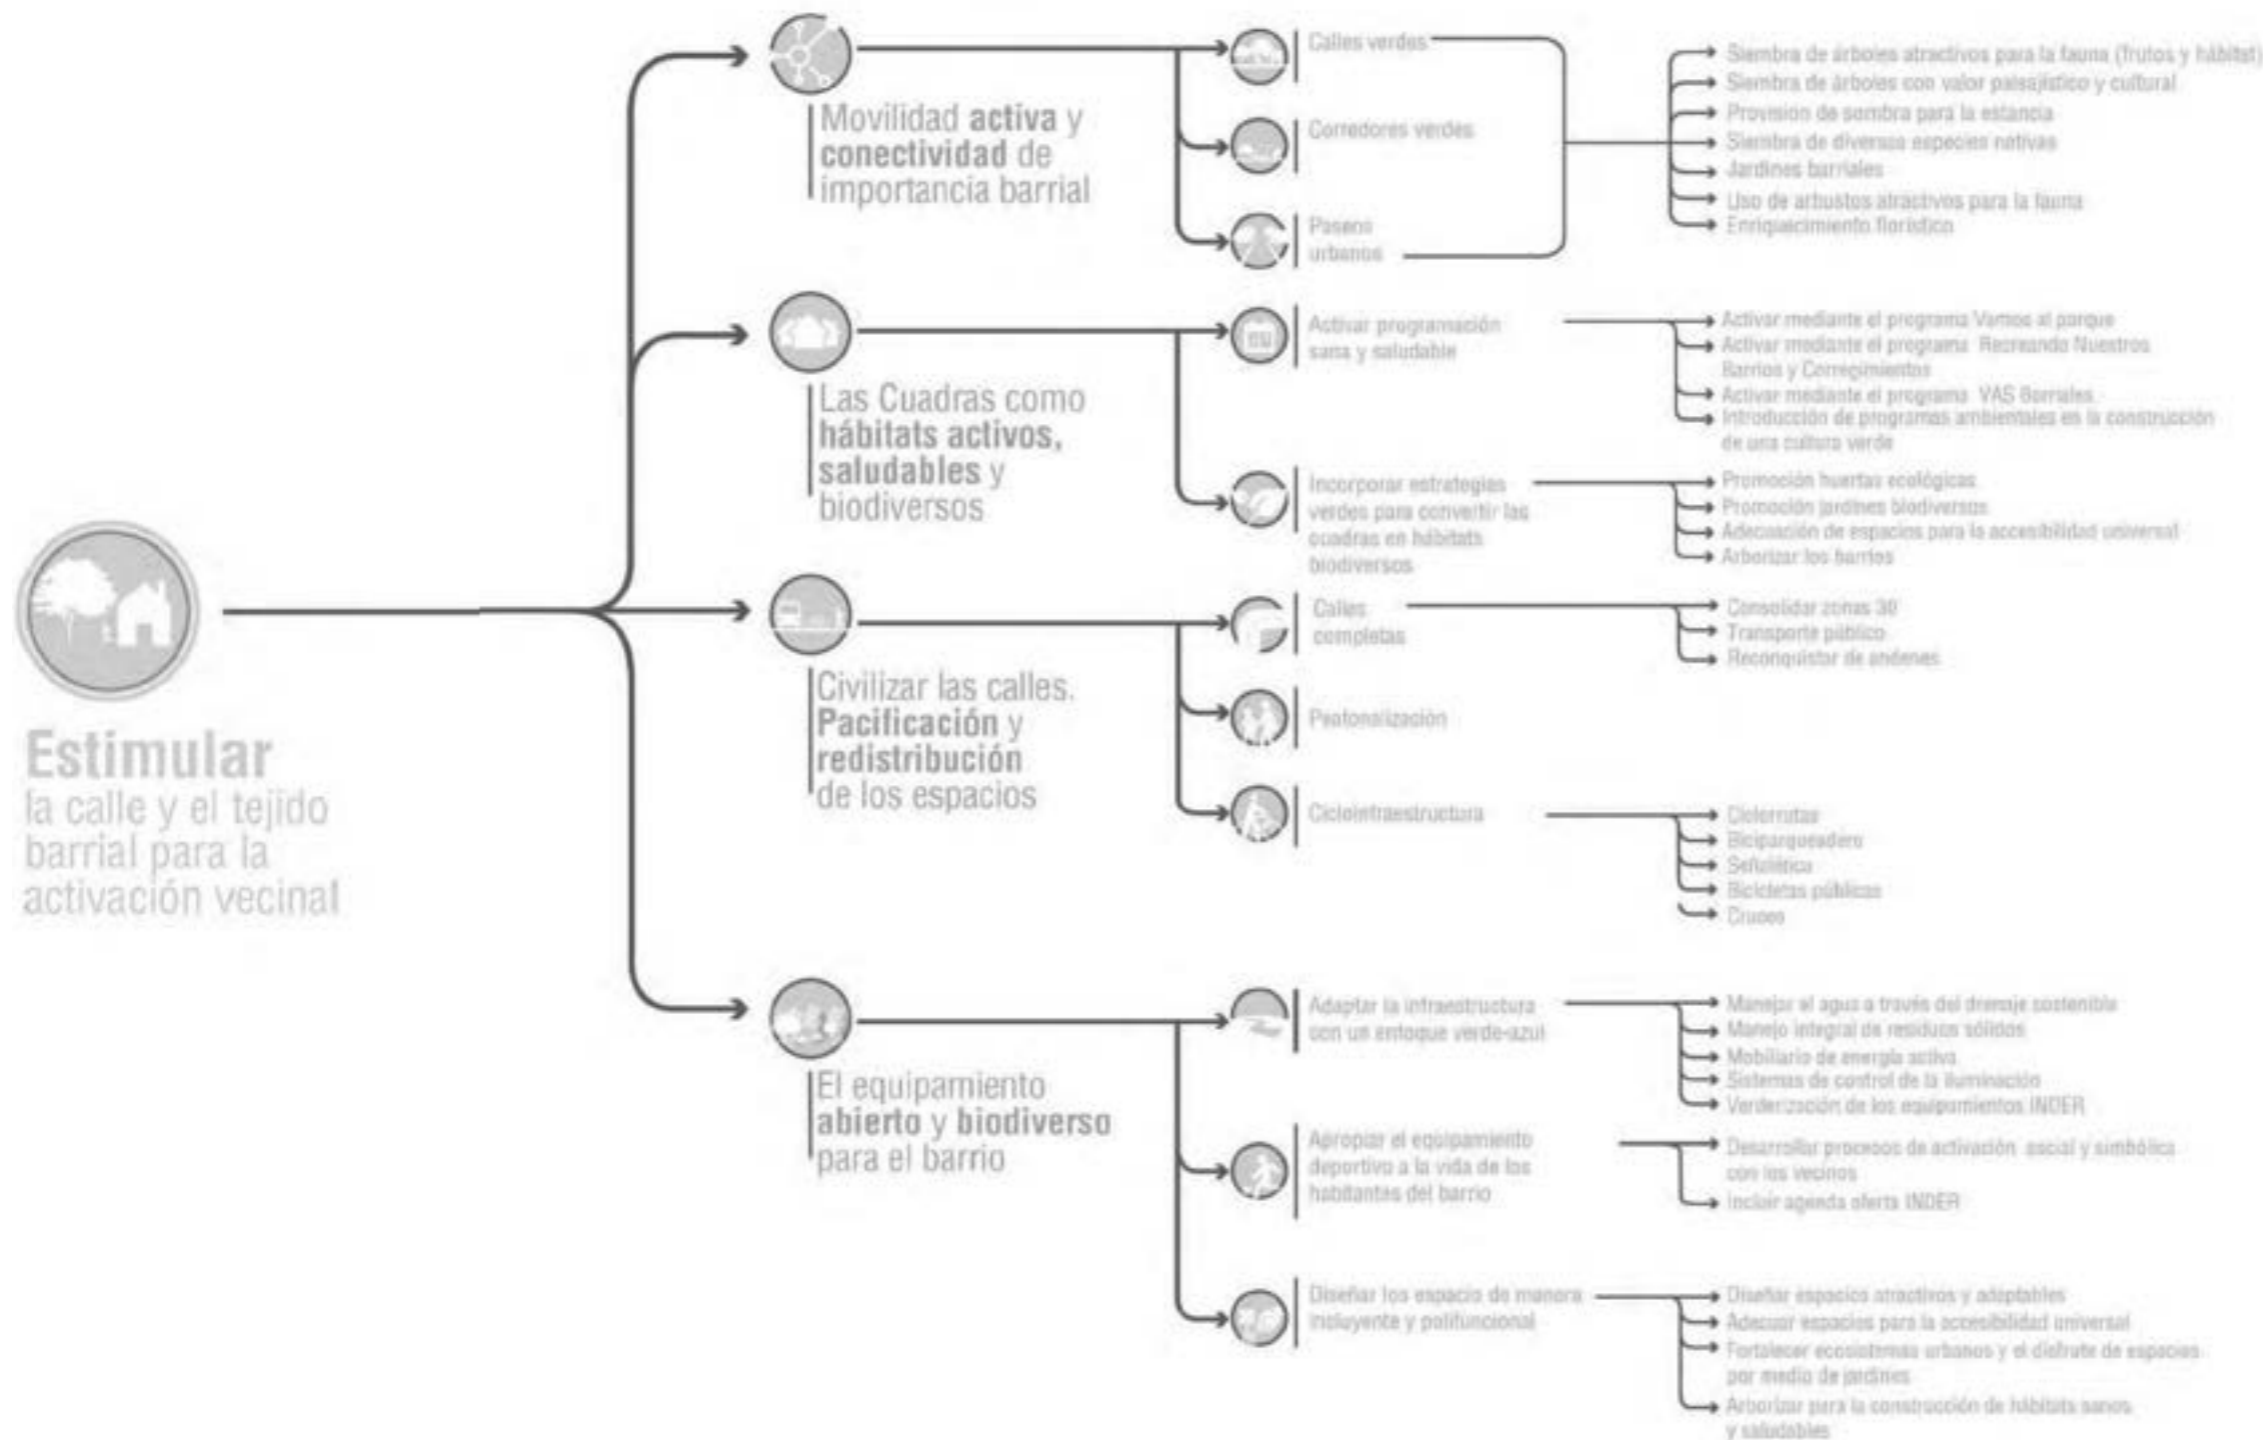 Estimular
la calle y el tejido
barrial para la
activación vecinal
Movilidad activa y
conectividad de
importancia barrial
Calles verdes
Corredores verdes
Paseos
urbanos
Siembra de árboles atractivos para la fauna (frutos y hábitat)
Siembra de árboles con valor paisajístico y cultural
Provisión de sombra para la estancia
Siembra de diversas especies nativas
Jardines barriales
Uso de arbustos atractivos para la fauna
Enriquecimiento florístico
Las Cuadras como
hábitats activos,
saludables y
biodiversos
Activar programación
sana y saludable
Activar mediante el programa Vamos al parque
Activar mediante el programa Recreando Nuestros
Barrios y Corregimientos
Activar mediante el programa VAS Barriales
Introducción de programas ambientales en la construcción
de una cultura verde
Incorporar estrategias
verdes para convertir las
cuadras en hábitats
biodiversos
Promoción huertas ecológicas
Promoción jardines biodiversos
Adecuación de espacios para la accesibilidad universal
Arborizar los barrios
Civilizar las calles.
Pacificación y
redistribución
de los espacios
Calles
completas
Consolidar zonas 30
Transporte público
Reconquistar de andenes
Peatonalización
Cicloinfraestructura
Ciclorrutas
Biciparqueadero
Señalética
Bicicletas públicas
Cruces
El equipamiento
abierto y biodiverso
para el barrio
Adaptar la infraestructura
con un enfoque verde-azul
Manejar el agua a través del drenaje sostenible
Manejo integral de residuos sólidos
Mobiliario de energía activa
Sistemas de control de la iluminación
Verderización de los equipamientos INDER
Apropiar el equipamiento
deportivo a la vida de los
habitantes del barrio
Desarrollar procesos de activación social y simbólica
con los vecinos
Incluir agenda oferta INDER
Diseñar los espacio de manera
incluyente y polifuncional
Diseñar espacios atractivos y adaptables
Adecuar espacios para la accesibilidad universal
Fortalecer ecosistemas urbanos y el disfrute de espacios
por medio de jardines
Arborizar para la construcción de hábitats sanos
y saludables